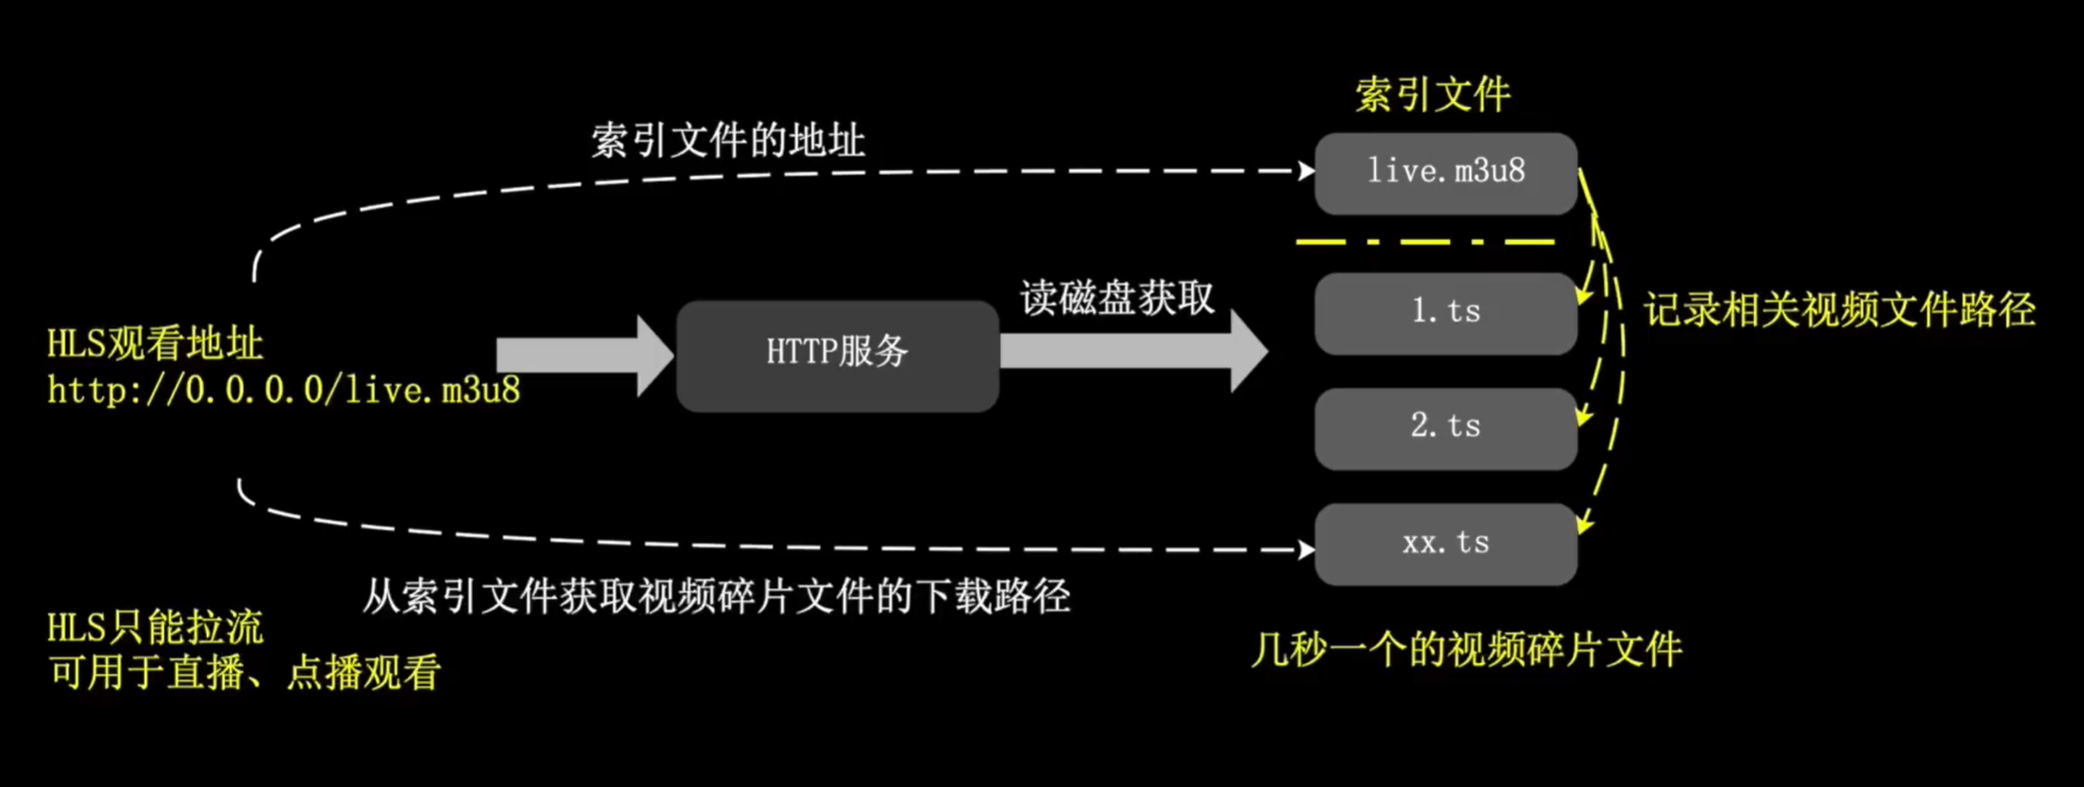 索引文件
索引文件的地址
live.m3u8
读磁盘获取
1.ts
记录相关视频文件路径
HLS观看地址
http://0.0.0.0/live.m3u8
HTTP服务
2.ts
xx.ts
从索引文件获取视频碎片文件的下载路径
HLS只能拉流
可用于直播、点播观看
几秒一个的视频碎片文件